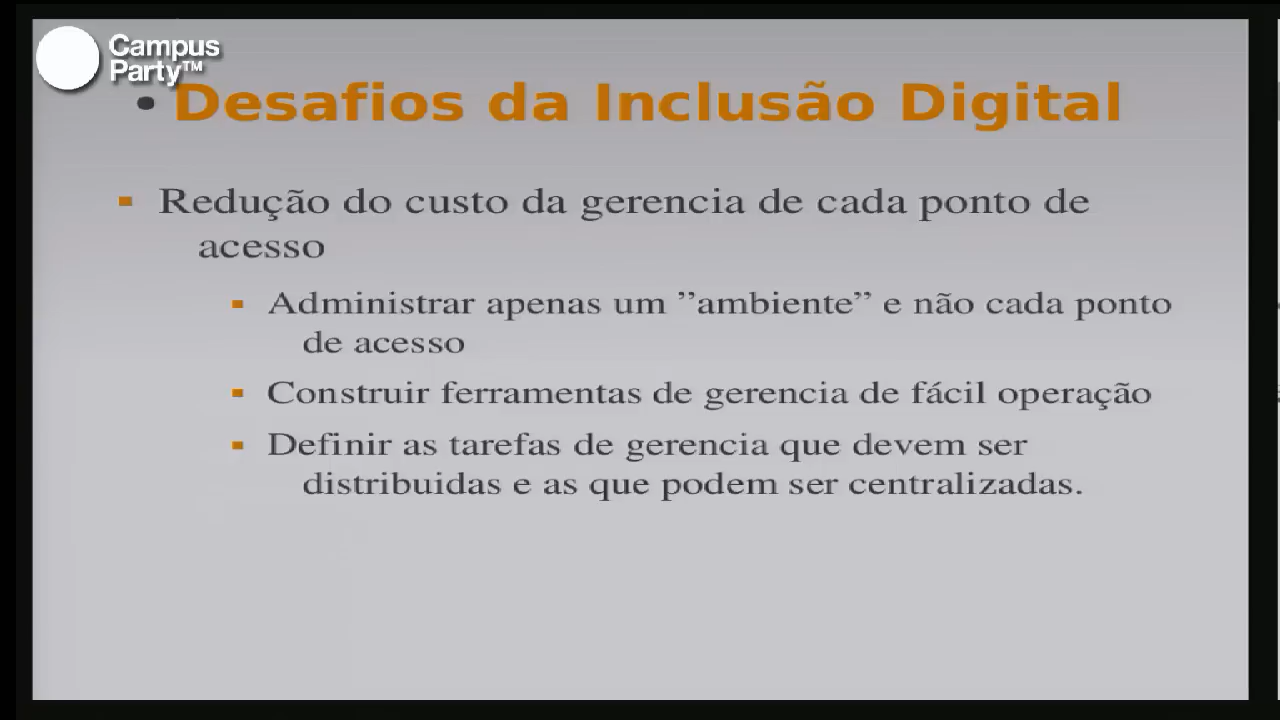 Campus
Party™
• Desafios da Inclusão Digital
Redução do custo da gerencia de cada ponto de
acesso
Administrar apenas um ”ambiente” e não cada ponto
de acesso
Construir ferramentas de gerencia de fácil operação
Definir as tarefas de gerencia que devem ser
distribuidas e as que podem ser centralizadas.